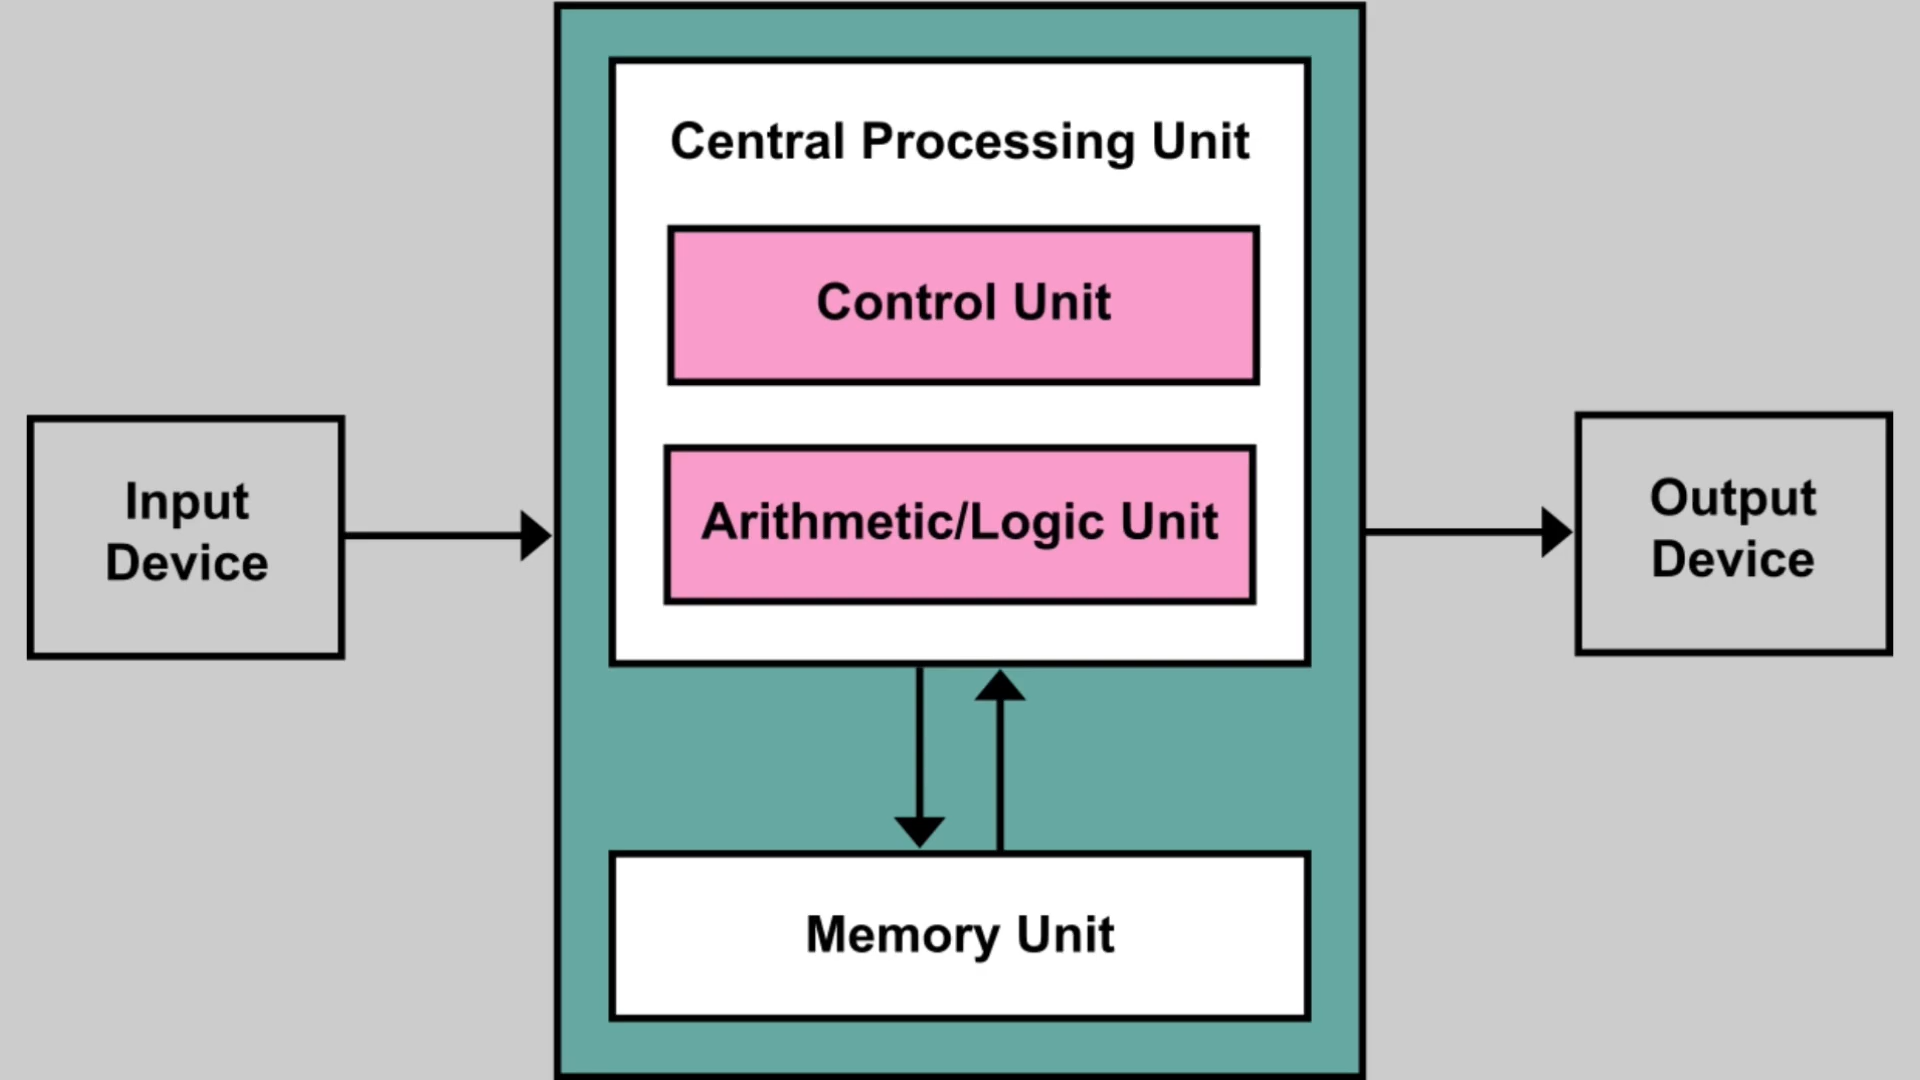 Central Processing Unit
Control Unit
Arithmetic/Logic Unit
Input
Device
Output
Device
Memory Unit